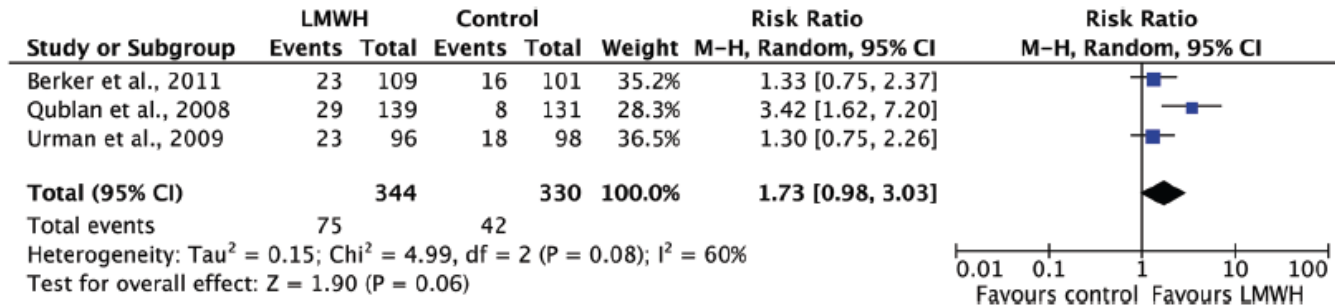 LMWH Control Risk Ratio Risk Ratio
Study or Subgroup Events Total Events Total Weight M-H, Random, 95% CI M-H, Random, 95% CI
Berker et al., 2011 23 109 16 101 35.2% 1.33 [0.75, 2.37]
Qublan et al., 2008 29 139 8 131 28.3% 3.42 [1.62, 7.20]
Urman et al., 2009 23 96 18 98 36.5% 1.30 [0.75, 2.26]
Total (95% CI) 344 330 100.0% 1.73 [0.98, 3.03]
Total events 75 42
Heterogeneity: Tau² = 0.15; Chi² = 4.99, df = 2 (P = 0.08); I² = 60%
Test for overall effect: Z = 1.90 (P = 0.06)
0.01 0.1 1 10 100
Favours control Favours LMWH